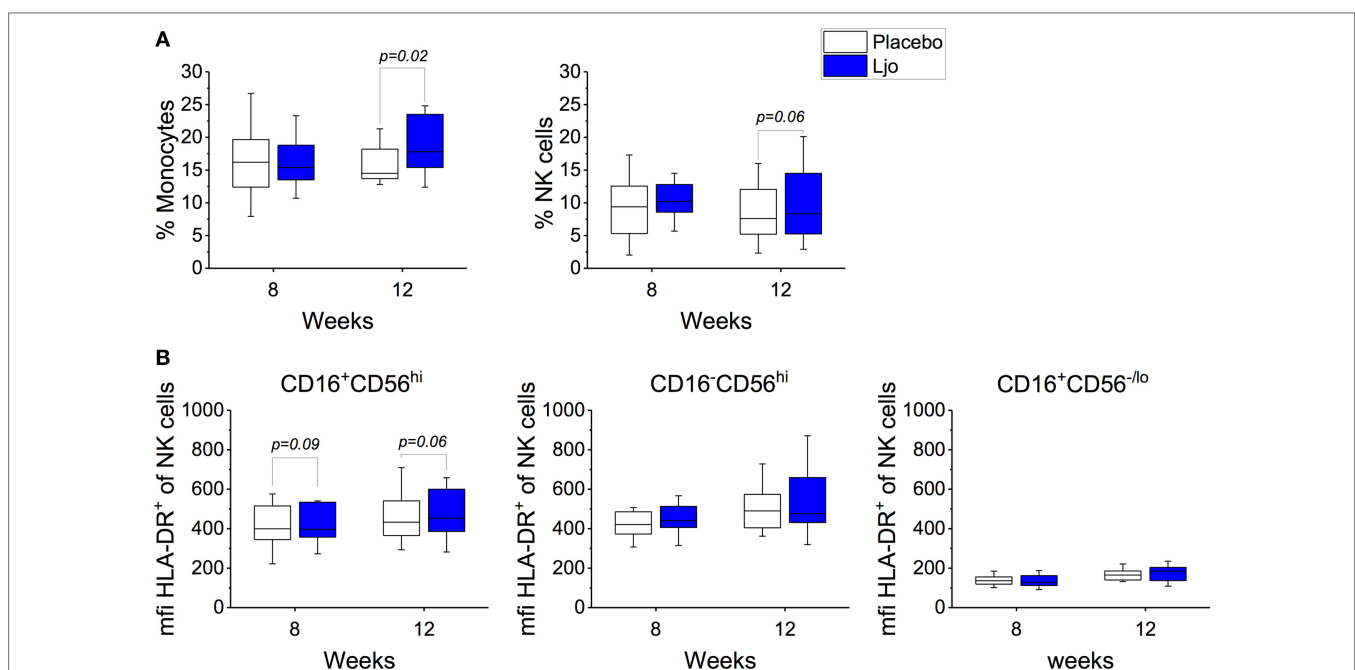 A
Placebo
Ljo
% Monocytes
30
25
20
15
10
5
0
p=0.02
8
12
Weeks
% NK cells
30
25
20
15
10
5
0
p=0.06
8
12
Weeks
B
CD16⁺CD56ʰⁱ
mfi HLA-DR⁺ of NK cells
1000
800
600
400
200
0
p=0.09
p=0.06
8
12
Weeks
CD16⁻CD56ʰⁱ
mfi HLA-DR⁺ of NK cells
1000
800
600
400
200
0
8
12
Weeks
CD16⁺CD56⁻/ˡᵒ
mfi HLA-DR⁺ of NK cells
1000
800
600
400
200
0
8
12
weeks